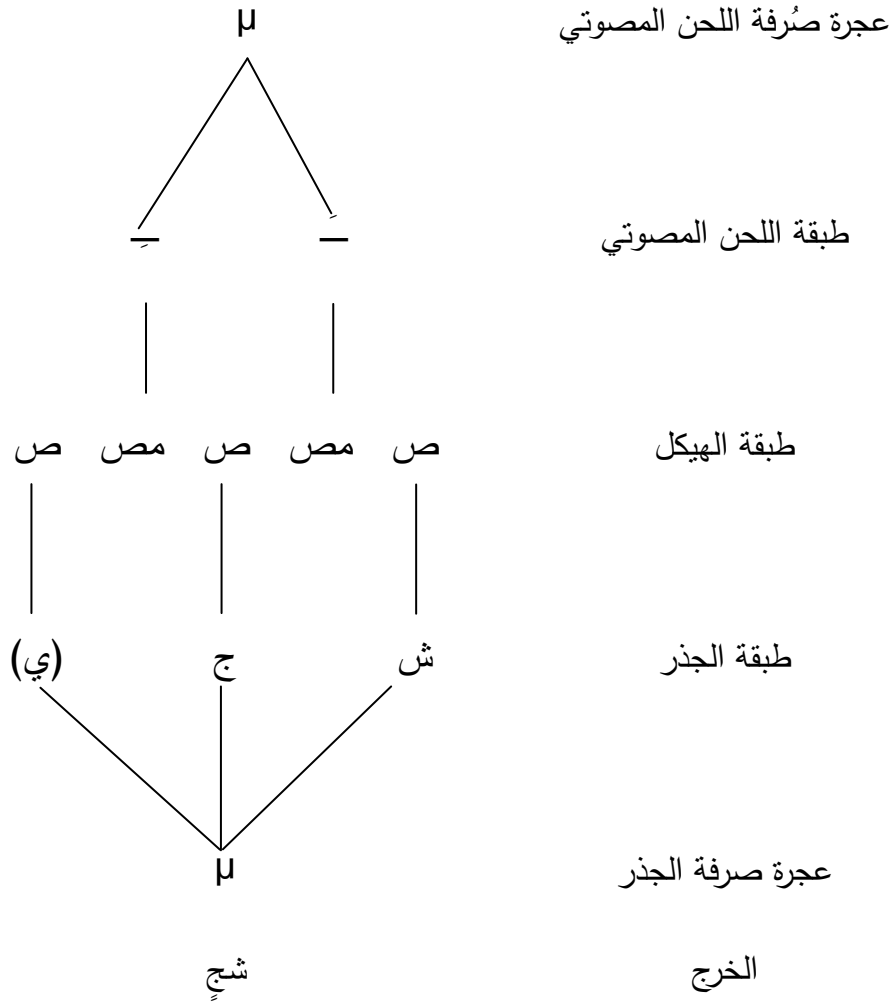 عجرة صُرفة اللحن المصوتي μ
طبقة اللحن المصوتي ـَ ـِ
طبقة الهيكل ص مص ص مص ص
طبقة الجذر ش ج (ي)
عجرة صرفة الجذر μ
الخرج شجٍ